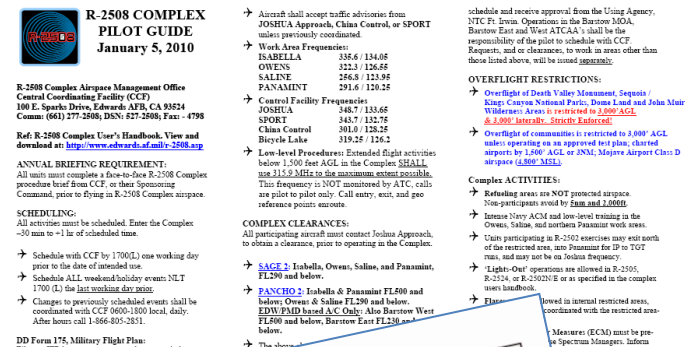 R-2508 COMPLEX
PILOT GUIDE
January 5, 2010
R-2508
R-2508 Complex Airspace Management Office
Central Coordinating Facility (CCF)
100 E. Sparks Drive, Edwards AFB, CA 93524
Comm: (661) 277-2508; DSN: 527-2508; Fax: - 4798
Ref: R-2508 Complex User's Handbook. View and
download at: http://www.edwards.af.mil/r-2508.asp
ANNUAL BRIEFING REQUIREMENT:
All units must complete a face-to-face R-2508 Complex
procedure brief from CCF, or their Sponsoring
Command, prior to flying in R-2508 Complex airspace.
SCHEDULING:
All activities must be scheduled. Enter the Complex
–30 min to +1 hr of scheduled time.
Schedule with CCF by 1700(L) one working day
prior to the date of intended use.
Schedule ALL weekend/holiday events NLT
1700 (L) the last working day prior.
Changes to previously scheduled events shall be
coordinated with CCF 0600-1800 local, daily.
After hours call 1-866-805-2851.
DD Form 175, Military Flight Plan:
Aircraft shall accept traffic advisories from
JOSHUA Approach, China Control, or SPORT
unless previously coordinated.
Work Area Frequencies:
ISABELLA 335.6 / 134.05
OWENS 322.3 / 126.55
SALINE 256.8 / 123.95
PANAMINT 291.6 / 120.25
Control Facility Frequencies
JOSHUA 348.7 / 133.65
SPORT 343.7 / 132.75
China Control 301.0 / 128.25
Bicycle Lake 319.25 / 126.2
Low-level Procedures: Extended flight activities
below 1,500 feet AGL in the Complex SHALL
use 315.9 MHz to the maximum extent possible.
This frequency is NOT monitored by ATC, calls
are pilot to pilot only. Call entry, exit, and geo
reference points enroute.
COMPLEX CLEARANCES:
All participating aircraft must contact Joshua Approach,
to obtain a clearance, prior to operating in the Complex.
SAGE 2: Isabella, Owens, Saline, and Panamint,
FL290 and below.
PANCHO 2: Isabella & Panamint FL500 and
below; Owens & Saline FL290 and below.
EDW/PMD based A/C Only: Also Barstow West
FL500 and below, Barstow East FL230 and
below.
The above
schedule and receive approval from the Using Agency,
NTC Ft. Irwin. Operations in the Barstow MOA,
Barstow East and West ATCAA's shall be the
responsibility of the pilot to schedule with CCF.
Requests, and or clearances, to work in areas other than
those listed above, will be issued separately.
OVERFLIGHT RESTRICTIONS:
Overflight of Death Valley Monument, Sequoia /
Kings Canyon National Parks, Dome Land and John Muir
Wilderness Areas is restricted to 3,000' AGL
& 3,000' laterally. Strictly Enforced!
Overflight of communities is restricted to 3,000' AGL
unless operating on an approved test plan; charted
airports by 1,500' AGL or 3NM; Mojave Airport Class D
airspace (4,800' MSL).
Complex ACTIVITIES:
Refueling areas are NOT protected airspace.
Non-participants avoid by 5nm and 2,000ft.
Intense Navy ACM and low-level training in the
Owens, Saline, and northern Panamint work areas.
Units participating in R-2502 exercises may exit north
of the restricted area, into Panamint for IP to TGT
runs, and may not be on Joshua frequency.
'Lights-Out' operations are allowed in R-2505,
R-2524, or R-2502N/E or as specified in the complex
users handbook.
Flares allowed in internal restricted areas,
coordinated with the restricted area-
Measures (ECM) must be pre-
Spectrum Managers. Inform